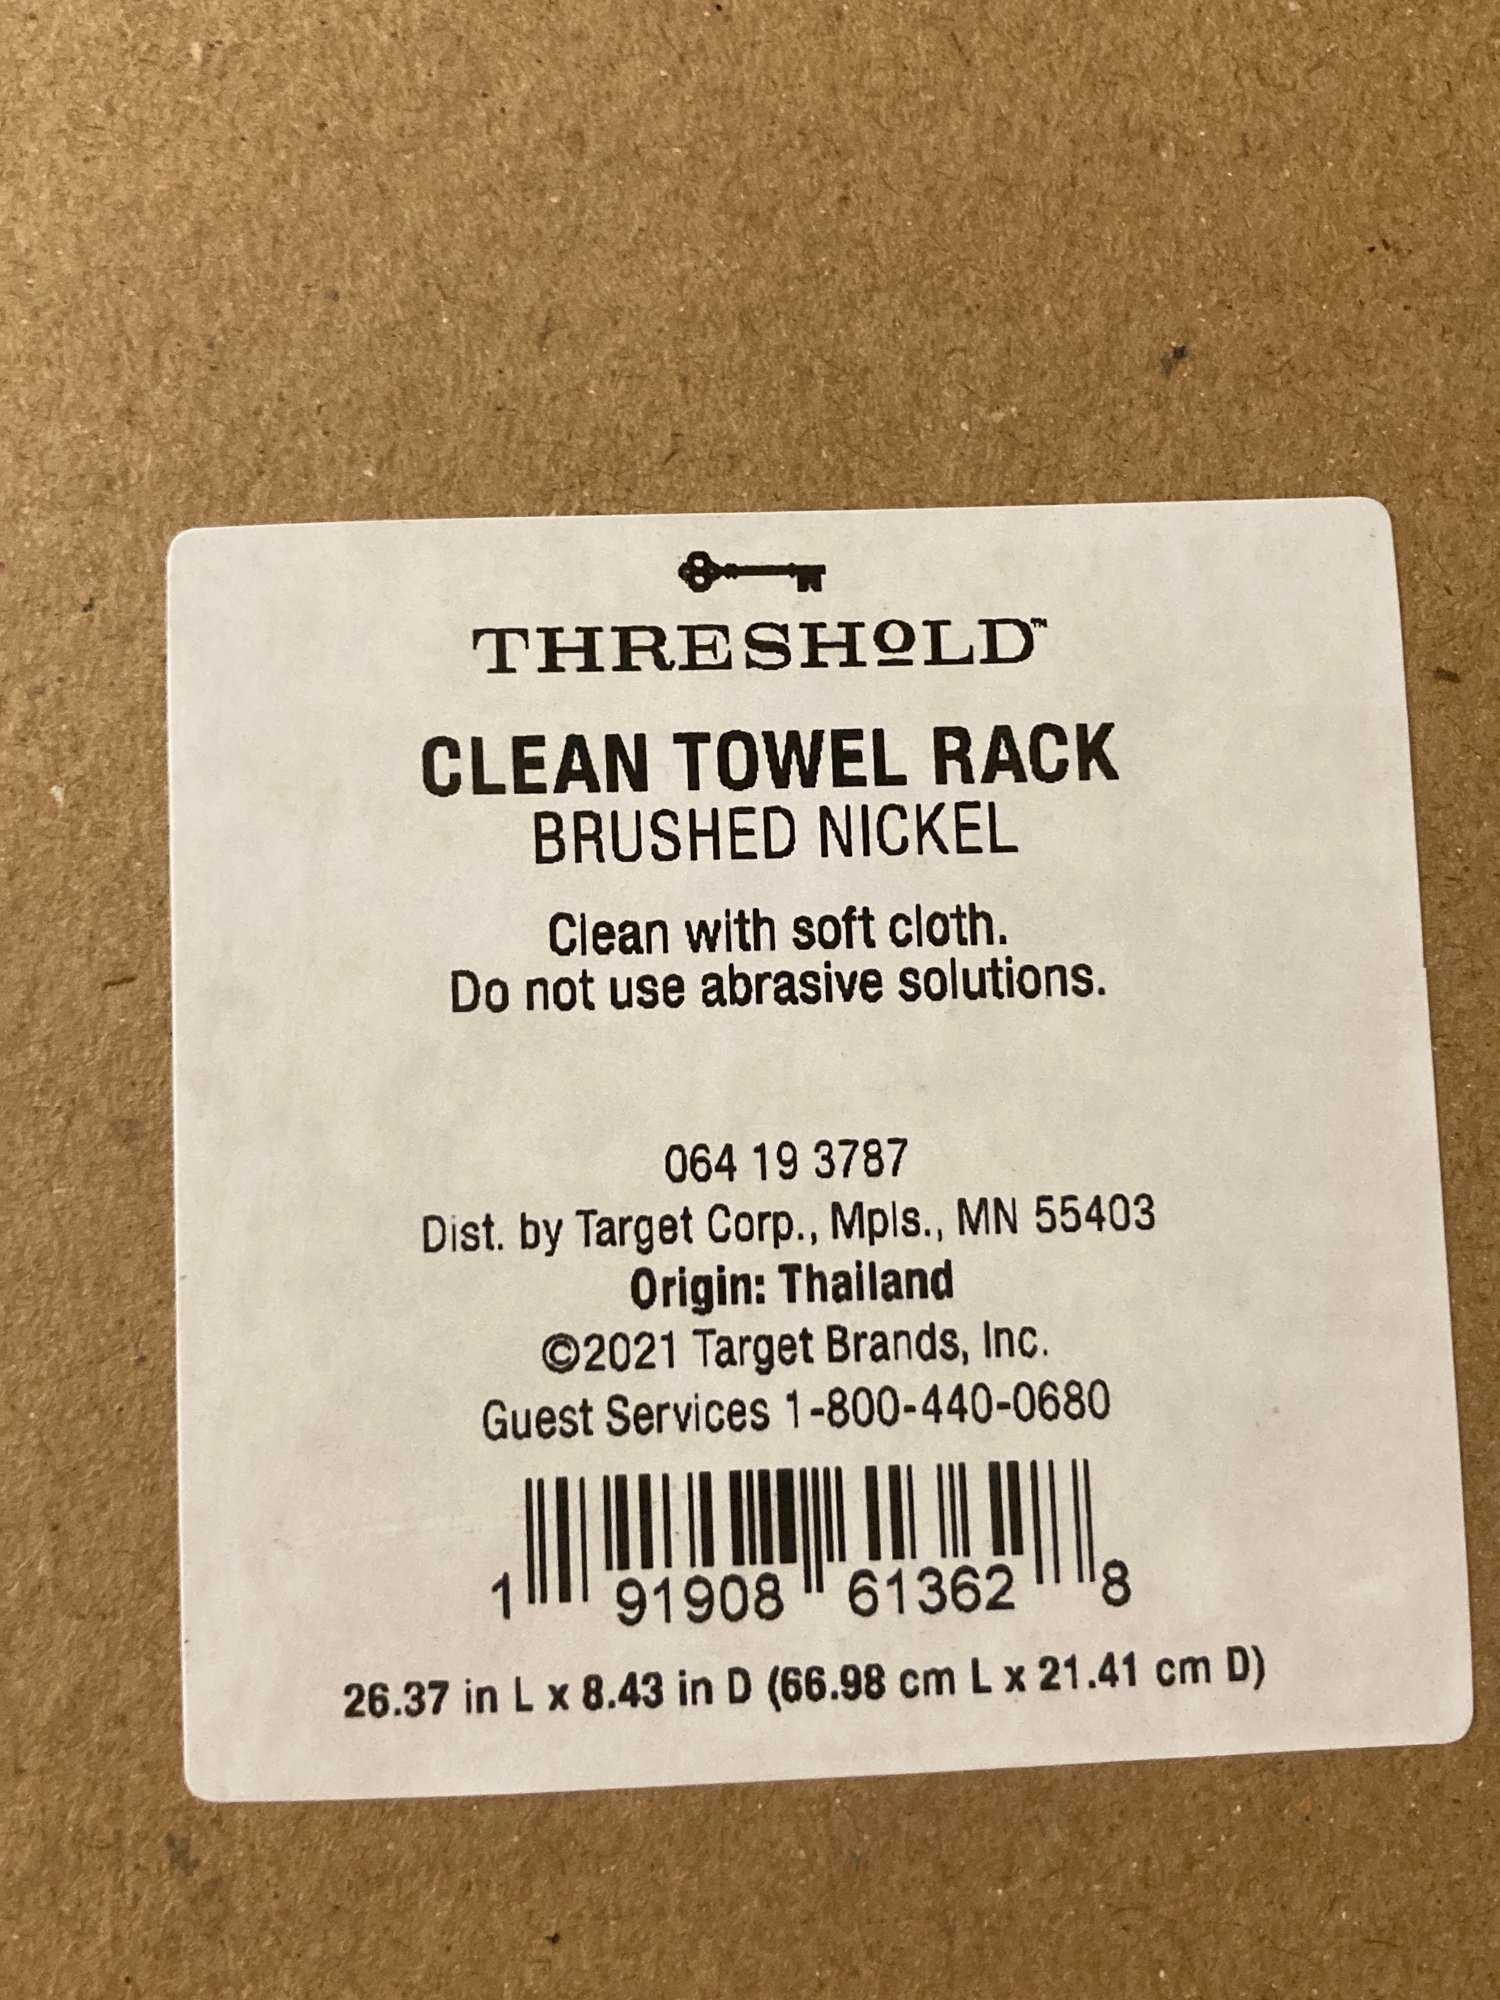 THRESHOLD™
CLEAN TOWEL RACK
BRUSHED NICKEL
Clean with soft cloth.
Do not use abrasive solutions.
064 19 3787
Dist. by Target Corp., Mpls., MN 55403
Origin: Thailand
©2021 Target Brands, Inc.
Guest Services 1-800-440-0680
1 91908 61362 8
26.37 in L x 8.43 in D (66.98 cm L x 21.41 cm D)